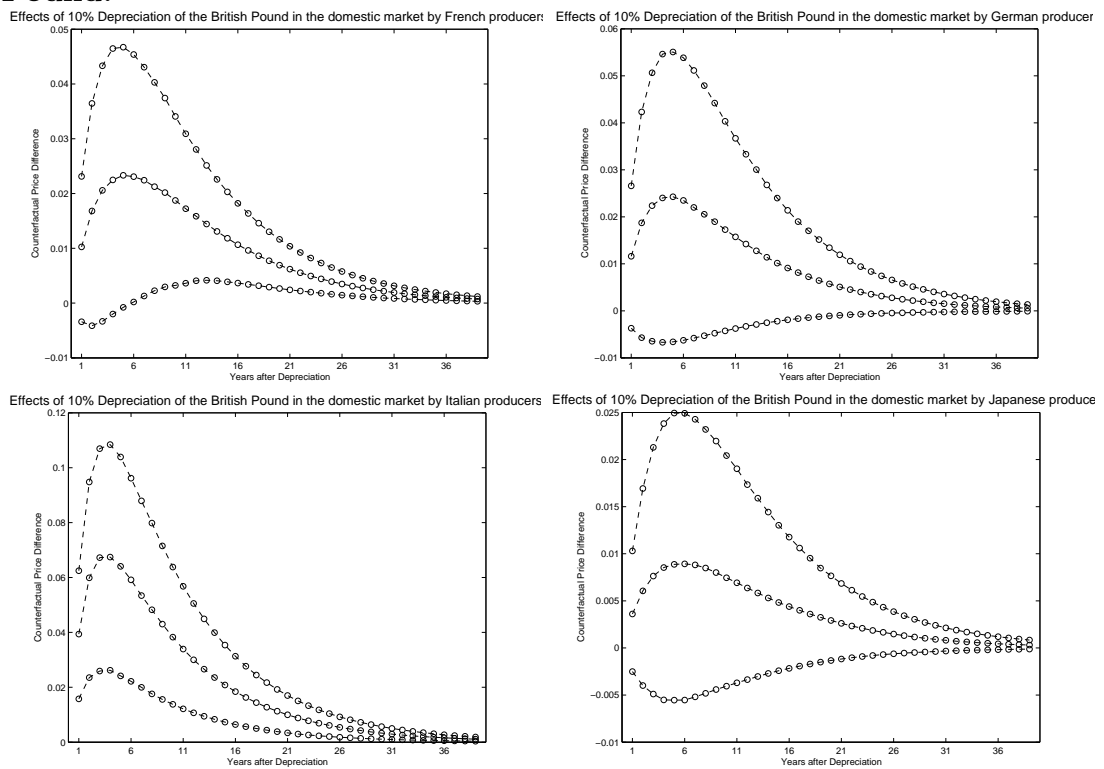 Effects of 10% Depreciation of the British Pound in the domestic market by French producers
0.05
0.04
0.03
0.02
0.01
0
−0.01
Counterfactual Price Difference
1 6 11 16 21 26 31 36
Years after Depreciation
Effects of 10% Depreciation of the British Pound in the domestic market by German producer
0.06
0.05
0.04
0.03
0.02
0.01
0
−0.01
Counterfactual Price Difference
1 6 11 16 21 26 31 36
Years after Depreciation
Effects of 10% Depreciation of the British Pound in the domestic market by Italian producers
0.12
0.1
0.08
0.06
0.04
0.02
0
Counterfactual Price Difference
1 6 11 16 21 26 31 36
Years after Depreciation
Effects of 10% Depreciation of the British Pound in the domestic market by Japanese produce
0.025
0.02
0.015
0.01
0.005
0
−0.005
−0.01
Counterfactual Price Difference
1 6 11 16 21 26 31 36
Years after Depreciation